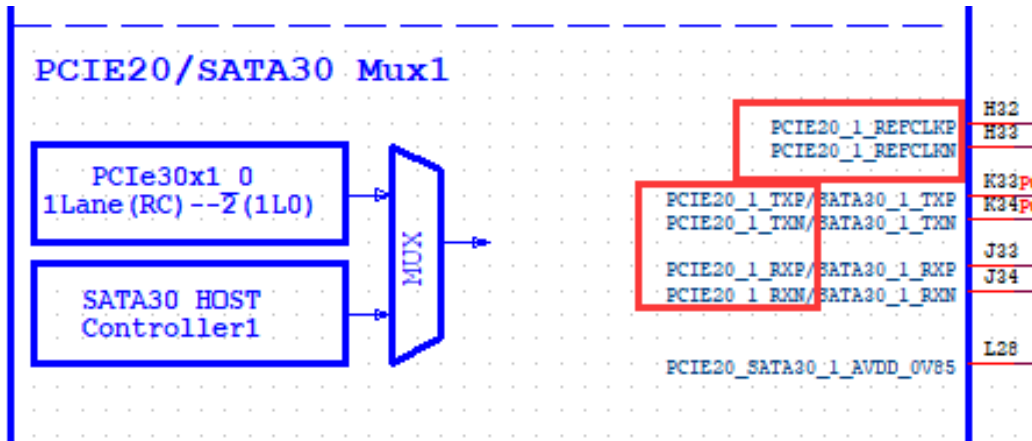 PCIE20/SATA30 Mux1
PCIe30x1_0
1Lane(RC)--2(1L0)
SATA30 HOST
Controller1
MUX
PCIE20_1_REFCLKP
PCIE20_1_REFCLKN
PCIE20_1_TXP/SATA30_1_TXP
PCIE20_1_TXN/SATA30_1_TXN
PCIE20_1_RXP/SATA30_1_RXP
PCIE20_1_RXN/SATA30_1_RXN
PCIE20_SATA30_1_AVDD_0V85
H32
H33
K33
K34
J33
J34
L28